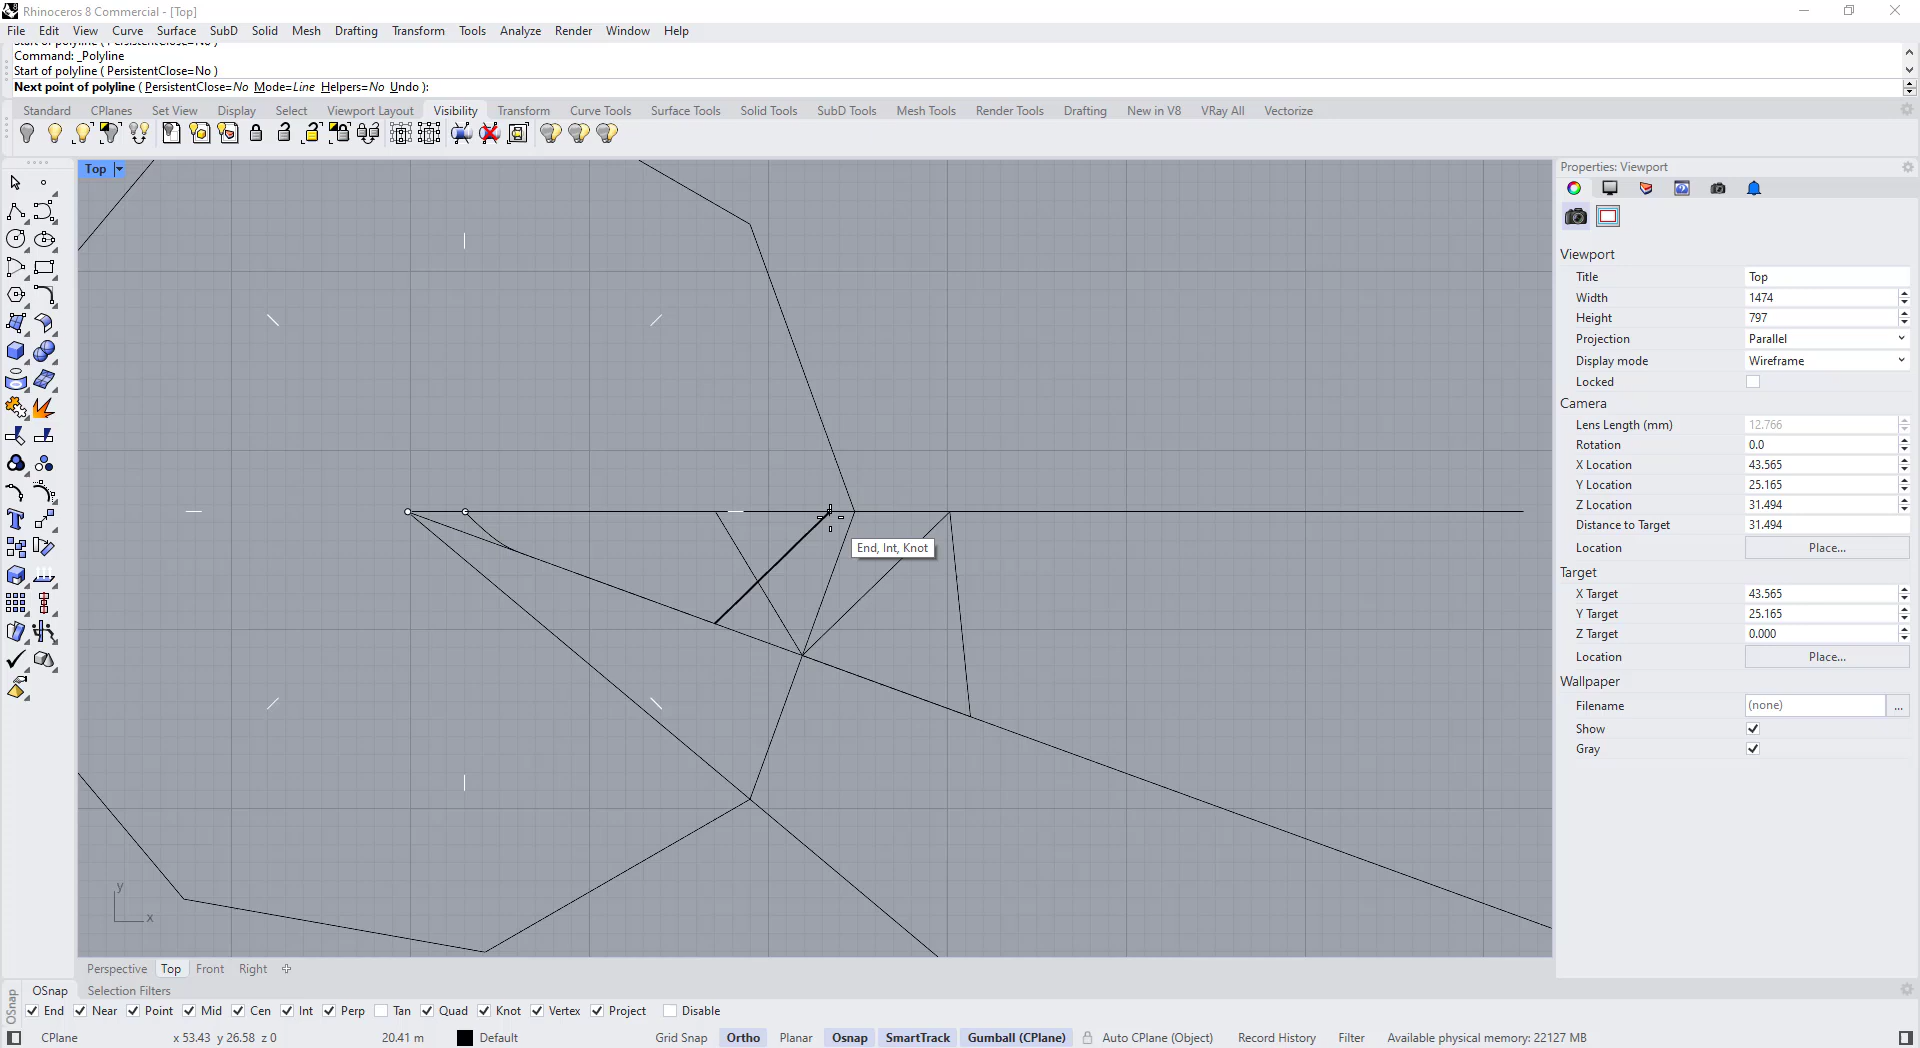 Rhinoceros 8 Commercial - [Top]
File Edit View Curve Surface SubD Solid Mesh Drafting Transform Tools Analyze Render Window Help
Start of polyline ( PersistentClose=No )
Command: _Polyline
Start of polyline ( PersistentClose=No )
Next point of polyline ( PersistentClose=No Mode=Line Helpers=No Undo ):
Standard CPlanes Set View Display Select Viewport Layout Visibility Transform Curve Tools Surface Tools Solid Tools SubD Tools Mesh Tools Render Tools Drafting New in V8 VRay All Vectorize
Top
Properties: Viewport
Viewport
Title Top
Width 1474
Height 797
Projection Parallel
Display mode Wireframe
Locked
Camera
Lens Length (mm) 12.766
Rotation 0.0
X Location 43.565
Y Location 25.165
Z Location 31.494
Distance to Target 31.494
Location Place...
Target
X Target 43.565
Y Target 25.165
Z Target 0.000
Location Place...
Wallpaper
Filename (none) ...
Show
Gray
End, Int, Knot
y
x
Perspective Top Front Right
OSnap
OSnap Selection Filters
End Near Point Mid Cen Int Perp Tan Quad Knot Vertex Project Disable
CPlane x 53.43 y 26.58 z 0 20.41 m Default Grid Snap Ortho Planar Osnap SmartTrack Gumball (CPlane) Auto CPlane (Object) Record History Filter Available physical memory: 22127 MB